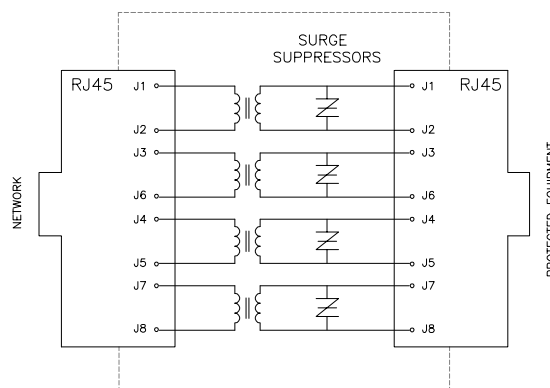 SURGE
SUPPRESSORS
RJ45
J1
J2
J3
J6
J4
J5
J7
J8
NETWORK
RJ45
J1
J2
J3
J6
J4
J5
J7
J8
PROTECTED EQUIPMENT